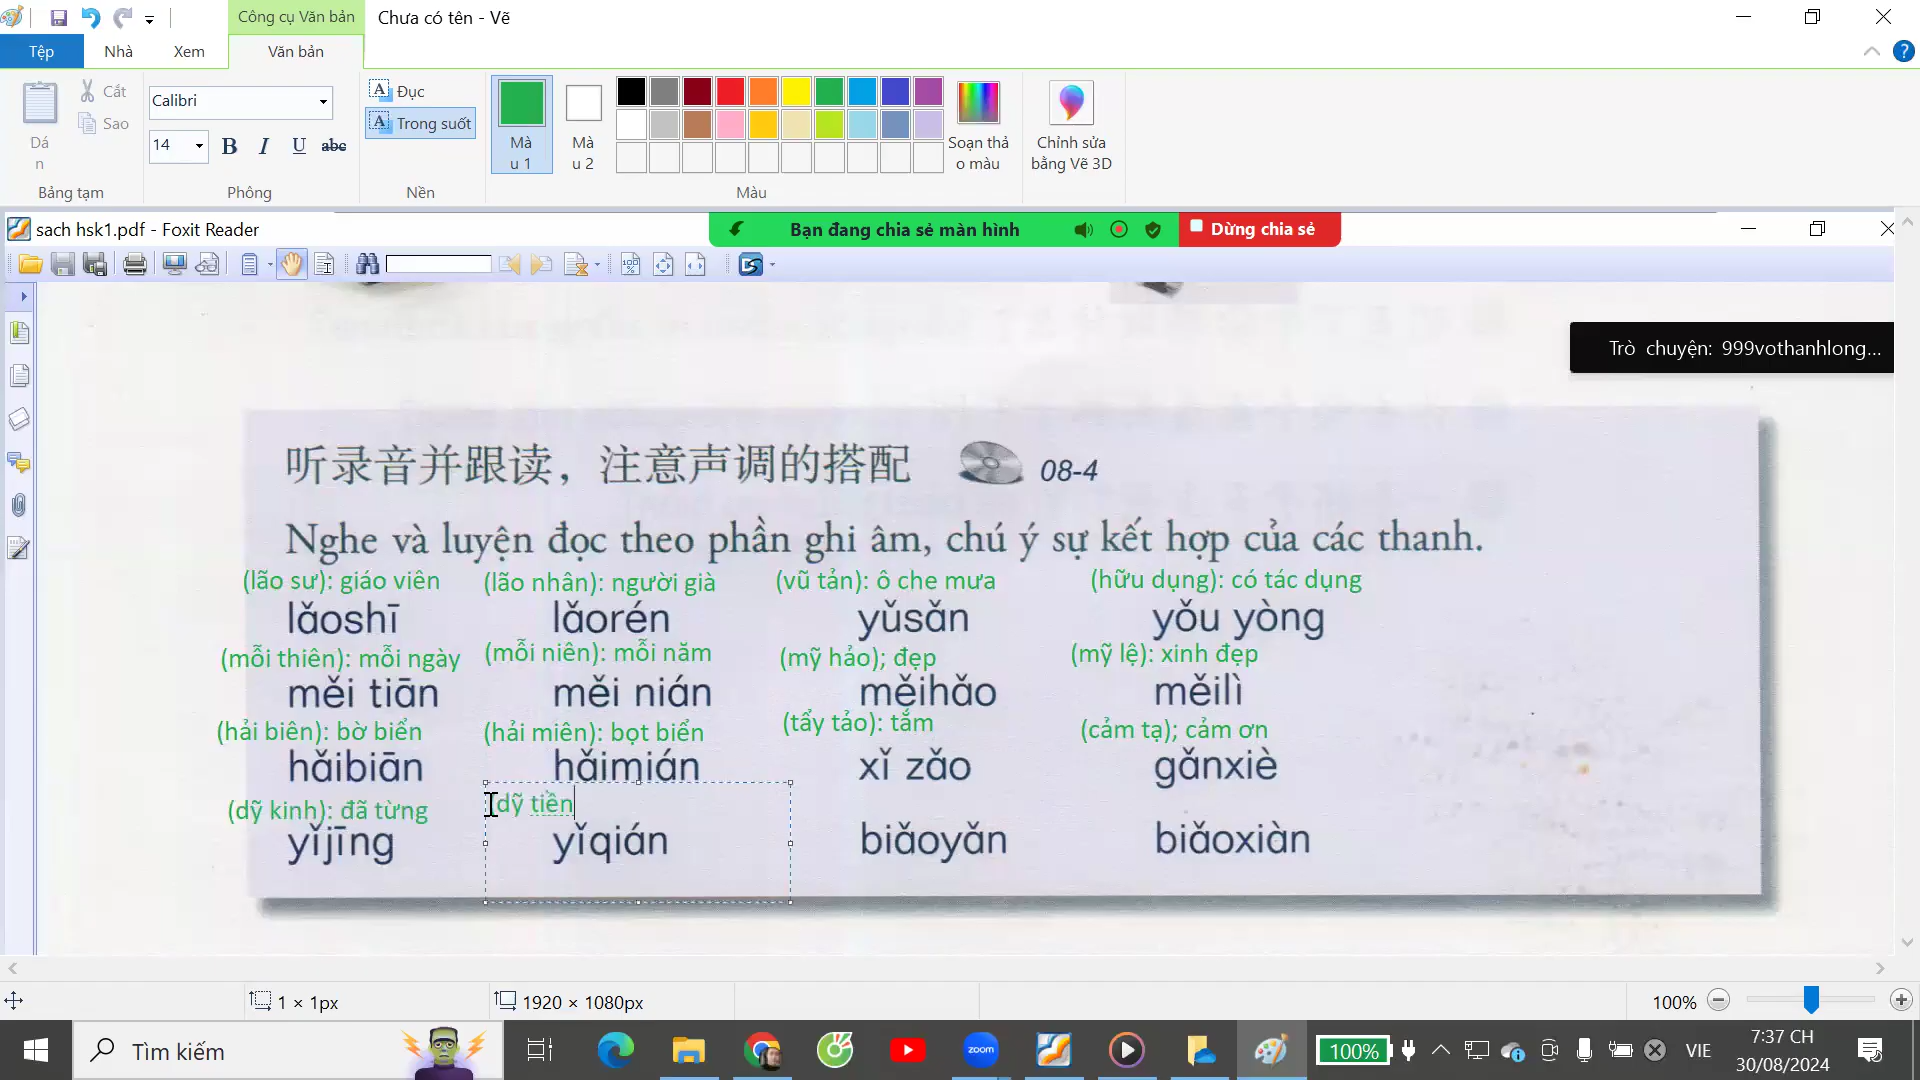 Công cụ Văn bản
Chưa có tên - Vẽ
Tệp
Nhà
Xem
Văn bản
Dá
n
Cắt
Sao
Bảng tạm
Calibri
14
B I U abc
Phông
Đục
Trong suốt
Nền
Mà
u 1
Mà
u 2
Màu
Soạn thả
o màu
Chỉnh sửa
bằng Vẽ 3D
sach hsk1.pdf - Foxit Reader
Bạn đang chia sẻ màn hình
Dừng chia sẻ
Trò chuyện: 999vothanhlong...
听录音并跟读，注意声调的搭配 08-4
Nghe và luyện đọc theo phần ghi âm, chú ý sự kết hợp của các thanh.
(lão sư): giáo viên (lão nhân): người già (vũ tản): ô che mưa (hữu dụng): có tác dụng
lǎoshī lǎorén yǔsǎn yǒu yòng
(mỗi thiên): mỗi ngày (mỗi niên): mỗi năm (mỹ hảo); đẹp (mỹ lệ): xinh đẹp
měi tiān měi nián měihǎo měilì
(hải biên): bờ biển (hải miên): bọt biển (tẩy tảo): tắm (cảm tạ); cảm ơn
hǎibiān hǎimián xǐ zǎo gǎnxiè
(dỹ kinh): đã từng (dỹ tiền
yǐjīng yǐqián biǎoyǎn biǎoxiàn
1 × 1px
1920 × 1080px
100%
Tìm kiếm
zoom
100%
VIE
7:37 CH
30/08/2024